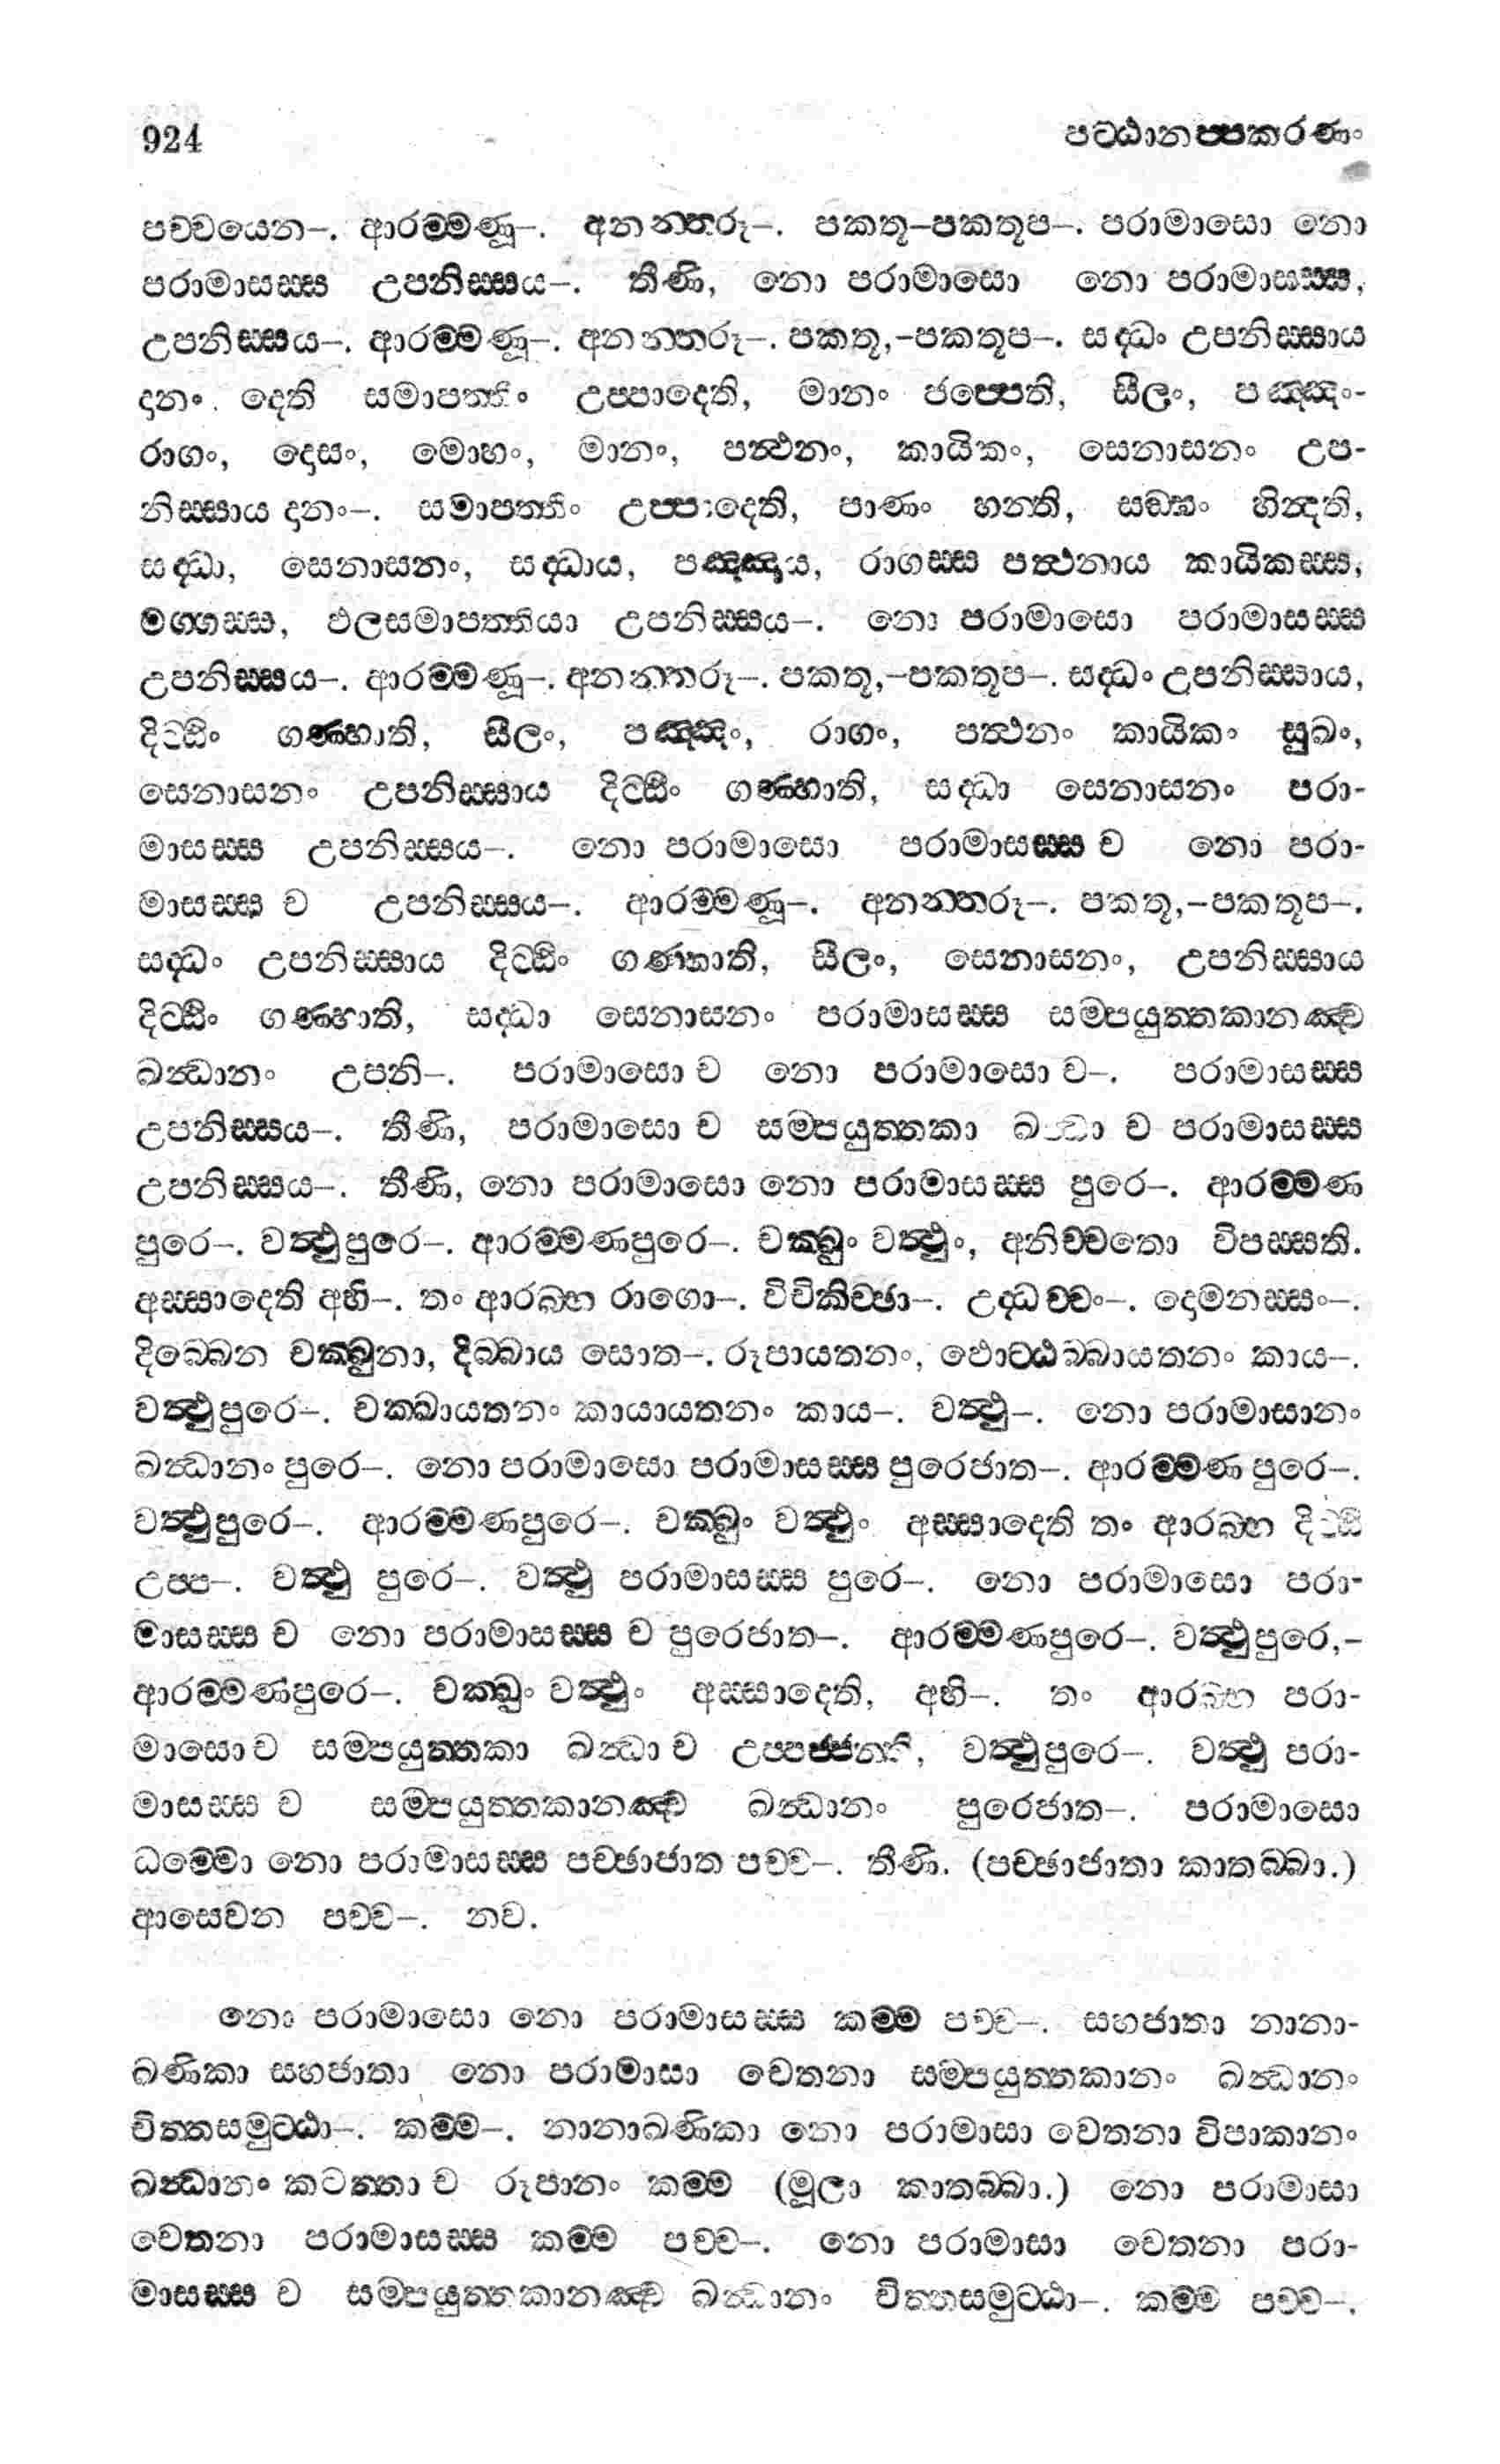 924 පට්ඨානප්පකරණං
පච්චයෙන–. ආරම්මණූ–. අනන්තරූ–. පකතූ–පකතූප–. පරාමාසො නො
පරාමාසස්ස උපනිස්සය–. තීණි, නො පරාමාසො නො පරාමාසස්ස,
උපනිස්සය–. ආරම්මණූ–. අනන්තරූ–. පකතූ,–පකතූප–. සද්ධං උපනිස්සාය
දානං. දෙති සමාපත්තිං උප්පාදෙති, මානං ජප්පෙති, සීලං, පඤ්ඤං-
රාගං, දොසං, මොහං, මානං, පත්ථනං, කායිකං, සෙනාසනං උප-
නිස්සාය දානං–. සමාපත්තිං උප්පාදෙති, පාණං හන්ති, සඞ්ඝං භින්දති,
සද්ධා, සෙනාසනං, සද්ධාය, පඤ්ඤාය, රාගස්ස පත්ථනාය කායිකස්ස,
මග්ගස්ස, ඵලසමාපත්තියා උපනිස්සය–. නො පරාමාසො පරාමාසස්ස
උපනිස්සය–. ආරම්මණූ–. අනන්තරූ–. පකතූ,–පකතූප–. සද්ධං උපනිස්සාය,
දිට්ඨිං ගණ්හාති, සීලං, පඤ්ඤං, රාගං, පත්ථනං කායිකං සුඛං,
සෙනාසනං උපනිස්සාය දිට්ඨිං ගණ්හාති, සද්ධා සෙනාසනං පරා-
මාසස්ස උපනිස්සය–. නො පරාමාසො පරාමාසස්ස ච නො පරා-
මාසස්ස ච උපනිස්සය–. ආරම්මණූ–. අනන්තරූ–. පකතූ,–පකතූප–.
සද්ධං උපනිස්සාය දිට්ඨිං ගණ්හාති, සීලං, සෙනාසනං, උපනිස්සාය
දිට්ඨිං ගණ්හාති, සද්ධා සෙනාසනං පරාමාසස්ස සම්පයුත්තකානඤ්ච
ඛන්ධානං උපනි–. පරාමාසො ච නො පරාමාසො ච–. පරාමාසස්ස
උපනිස්සය–. තීණි, පරාමාසො ච සම්පයුත්තකා ඛන්ධා ච පරාමාසස්ස
උපනිස්සය–. තීණි, නො පරාමාසො නො පරාමාසස්ස පුරෙ–. ආරම්මණ
පුරෙ–. වත්ථුපුරෙ–. ආරම්මණපුරෙ–. චක්ඛුං වත්ථුං, අනිච්චතො විපස්සති.
අස්සාදෙති අභි–. තං ආරබ්භ රාගො–. විචිකිච්ඡා–. උද්ධච්චං–. දොමනස්සං–.
දිබ්බෙන චක්ඛුනා, දිබ්බාය සොත–. රූපායතනං, ඵොට්ඨබ්බායතනං කාය–.
වත්ථුපුරෙ–. චක්ඛායතනං කායායතනං කාය–. වත්ථු–. නො පරාමාසානං
ඛන්ධානං පුරෙ–. නො පරාමාසො පරාමාසස්ස පුරෙජාත–. ආරම්මණ පුරෙ–.
වත්ථුපුරෙ–. ආරම්මණපුරෙ–. චක්ඛුං වත්ථුං අස්සාදෙති තං ආරබ්භ දිට්ඨි
උප්ප–. වත්ථු පුරෙ–. වත්ථු පරාමාසස්ස පුරෙ–. නො පරාමාසො පරා-
මාසස්ස ච නො පරාමාසස්ස ච පුරෙජාත–. ආරම්මණපුරෙ–. වත්ථුපුරෙ,–
ආරම්මණපුරෙ–. චක්ඛුං වත්ථුං අස්සාදෙති, අභි–. තං ආරබ්භ පරා-
මාසො ච සම්පයුත්තකා ඛන්ධා ච උප්පජ්ජන්ති, වත්ථුපුරෙ–. වත්ථු පරා-
මාසස්ස ච සම්පයුත්තකානඤ්ච ඛන්ධානං පුරෙජාත–. පරාමාසො
ධම්මො නො පරාමාසස්ස පච්ඡාජාත පච්ච–. තීණි. (පච්ඡාජාතා කාතබ්බා.)
ආසෙවන පච්ච–. නව.
නො පරාමාසො නො පරාමාසස්ස කම්ම පච්ච–. සහජාතා නානා-
ඛණිකා සහජාතා නො පරාමාසා චෙතනා සම්පයුත්තකානං ඛන්ධානං
චිත්තසමුට්ඨා–. කම්ම–. නානාඛණිකා නො පරාමාසා චෙතනා විපාකානං
ඛන්ධානං කටත්තා ච රූපානං කම්ම (මූලා කාතබ්බා.) නො පරාමාසා
චෙතනා පරාමාසස්ස කම්ම පච්ච–. නො පරාමාසා චෙතනා පරා-
මාසස්ස ච සම්පයුත්තකානඤ්ච ඛන්ධානං චිත්තසමුට්ඨා–. කම්ම පච්ච–.